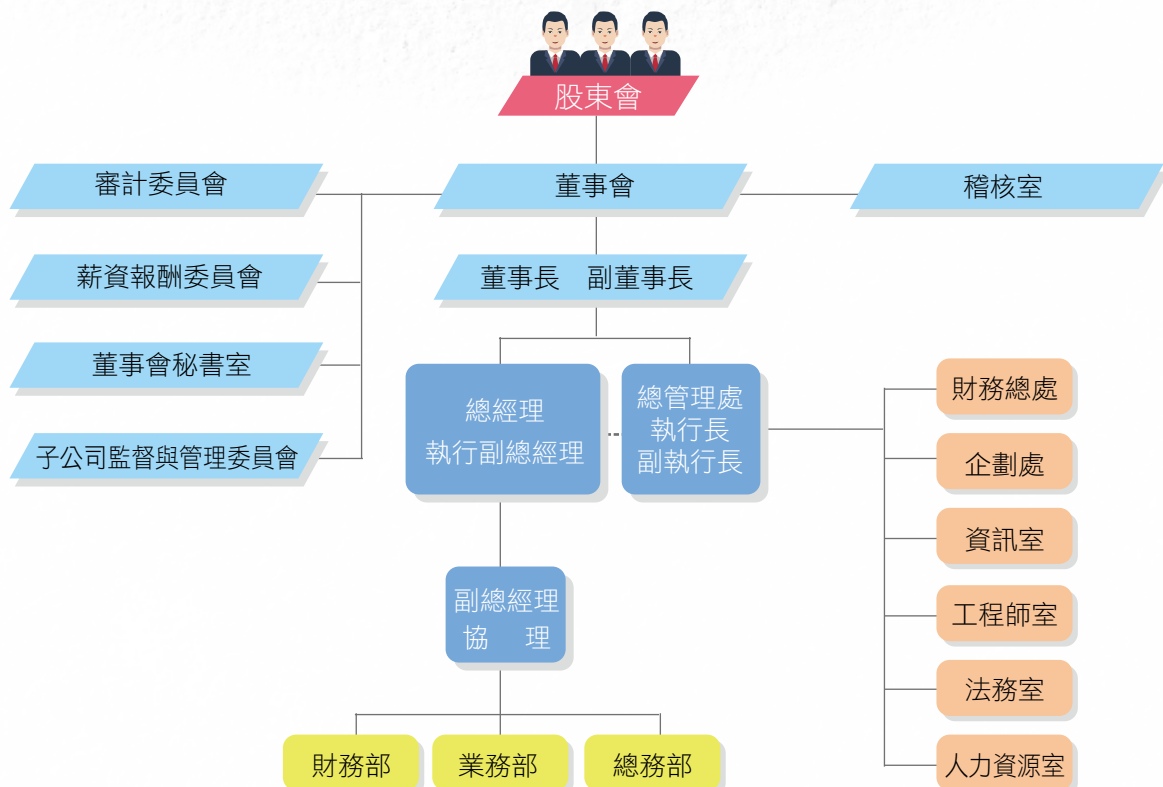 股東會
審計委員會
董事會
稽核室
薪資報酬委員會
董事長 副董事長
董事會秘書室
子公司監督與管理委員會
總經理
執行副總經理
總管理處
執行長
副執行長
財務總處
企劃處
資訊室
工程師室
法務室
人力資源室
副總經理
協 理
財務部
業務部
總務部